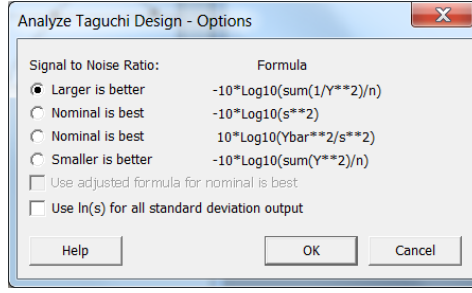 Analyze Taguchi Design - Options
Signal to Noise Ratio: Formula
Larger is better -10*Log10(sum(1/Y**2)/n)
Nominal is best -10*Log10(s**2)
Nominal is best 10*Log10(Ybar**2/s**2)
Smaller is better -10*Log10(sum(Y**2)/n)
Use adjusted formula for nominal is best
Use ln(s) for all standard deviation output
Help OK Cancel